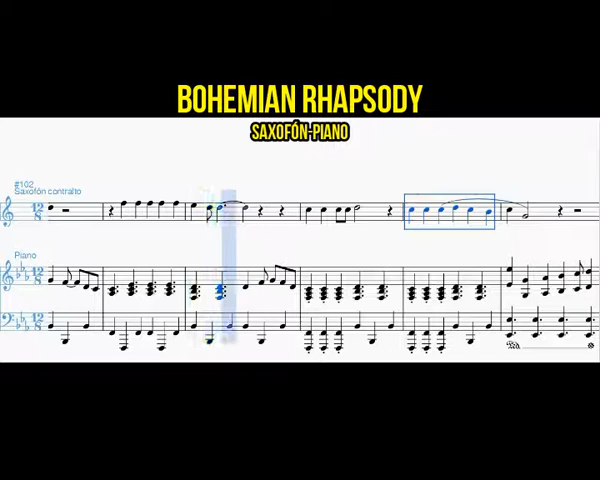 BOHEMIAN RHAPSODY
SAXOFÓN-PIANO
#102
Saxofón contralto
12
8
Piano
12
8
12
8